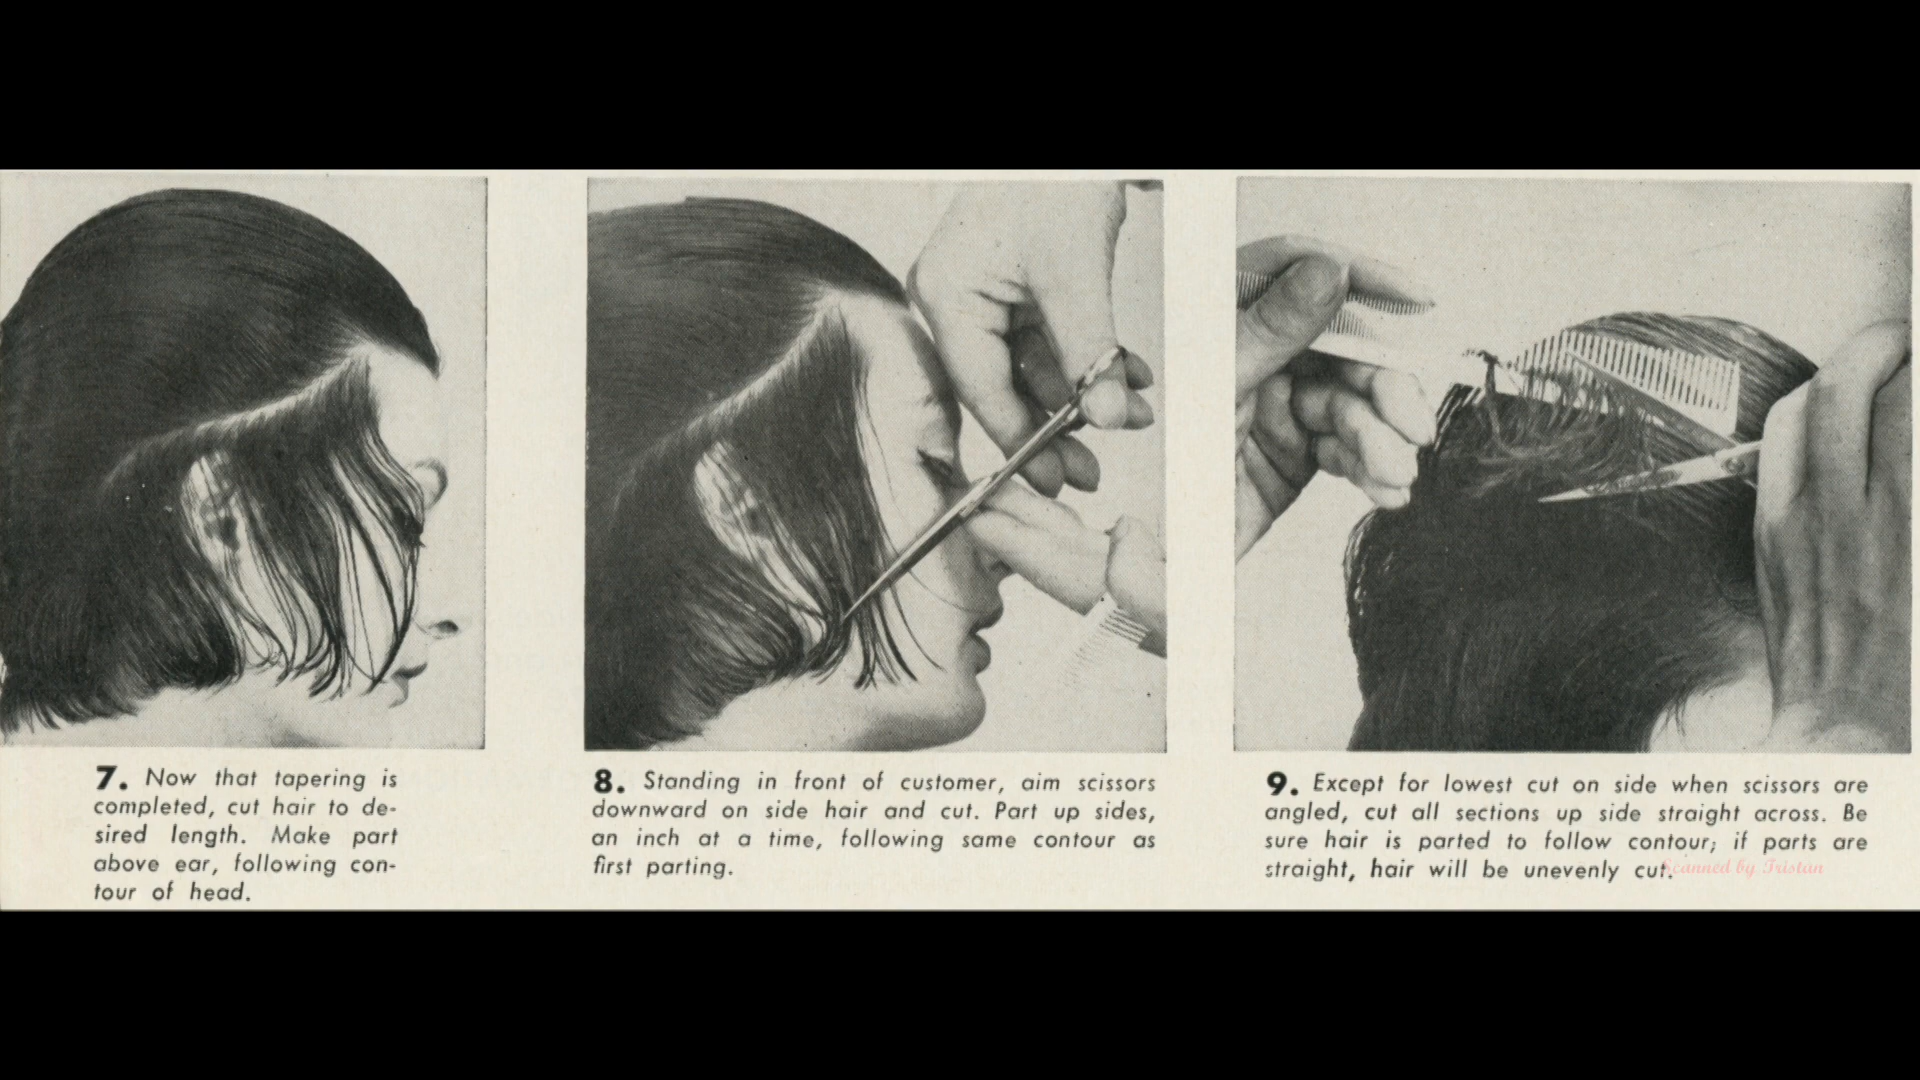 7. Now that tapering is
completed, cut hair to de-
sired length. Make part
above ear, following con-
tour of head.
8. Standing in front of customer, aim scissors
downward on side hair and cut. Part up sides,
an inch at a time, following same contour as
first parting.
9. Except for lowest cut on side when scissors are
angled, cut all sections up side straight across. Be
sure hair is parted to follow contour; if parts are
straight, hair will be unevenly cut.
Scanned by Tristan